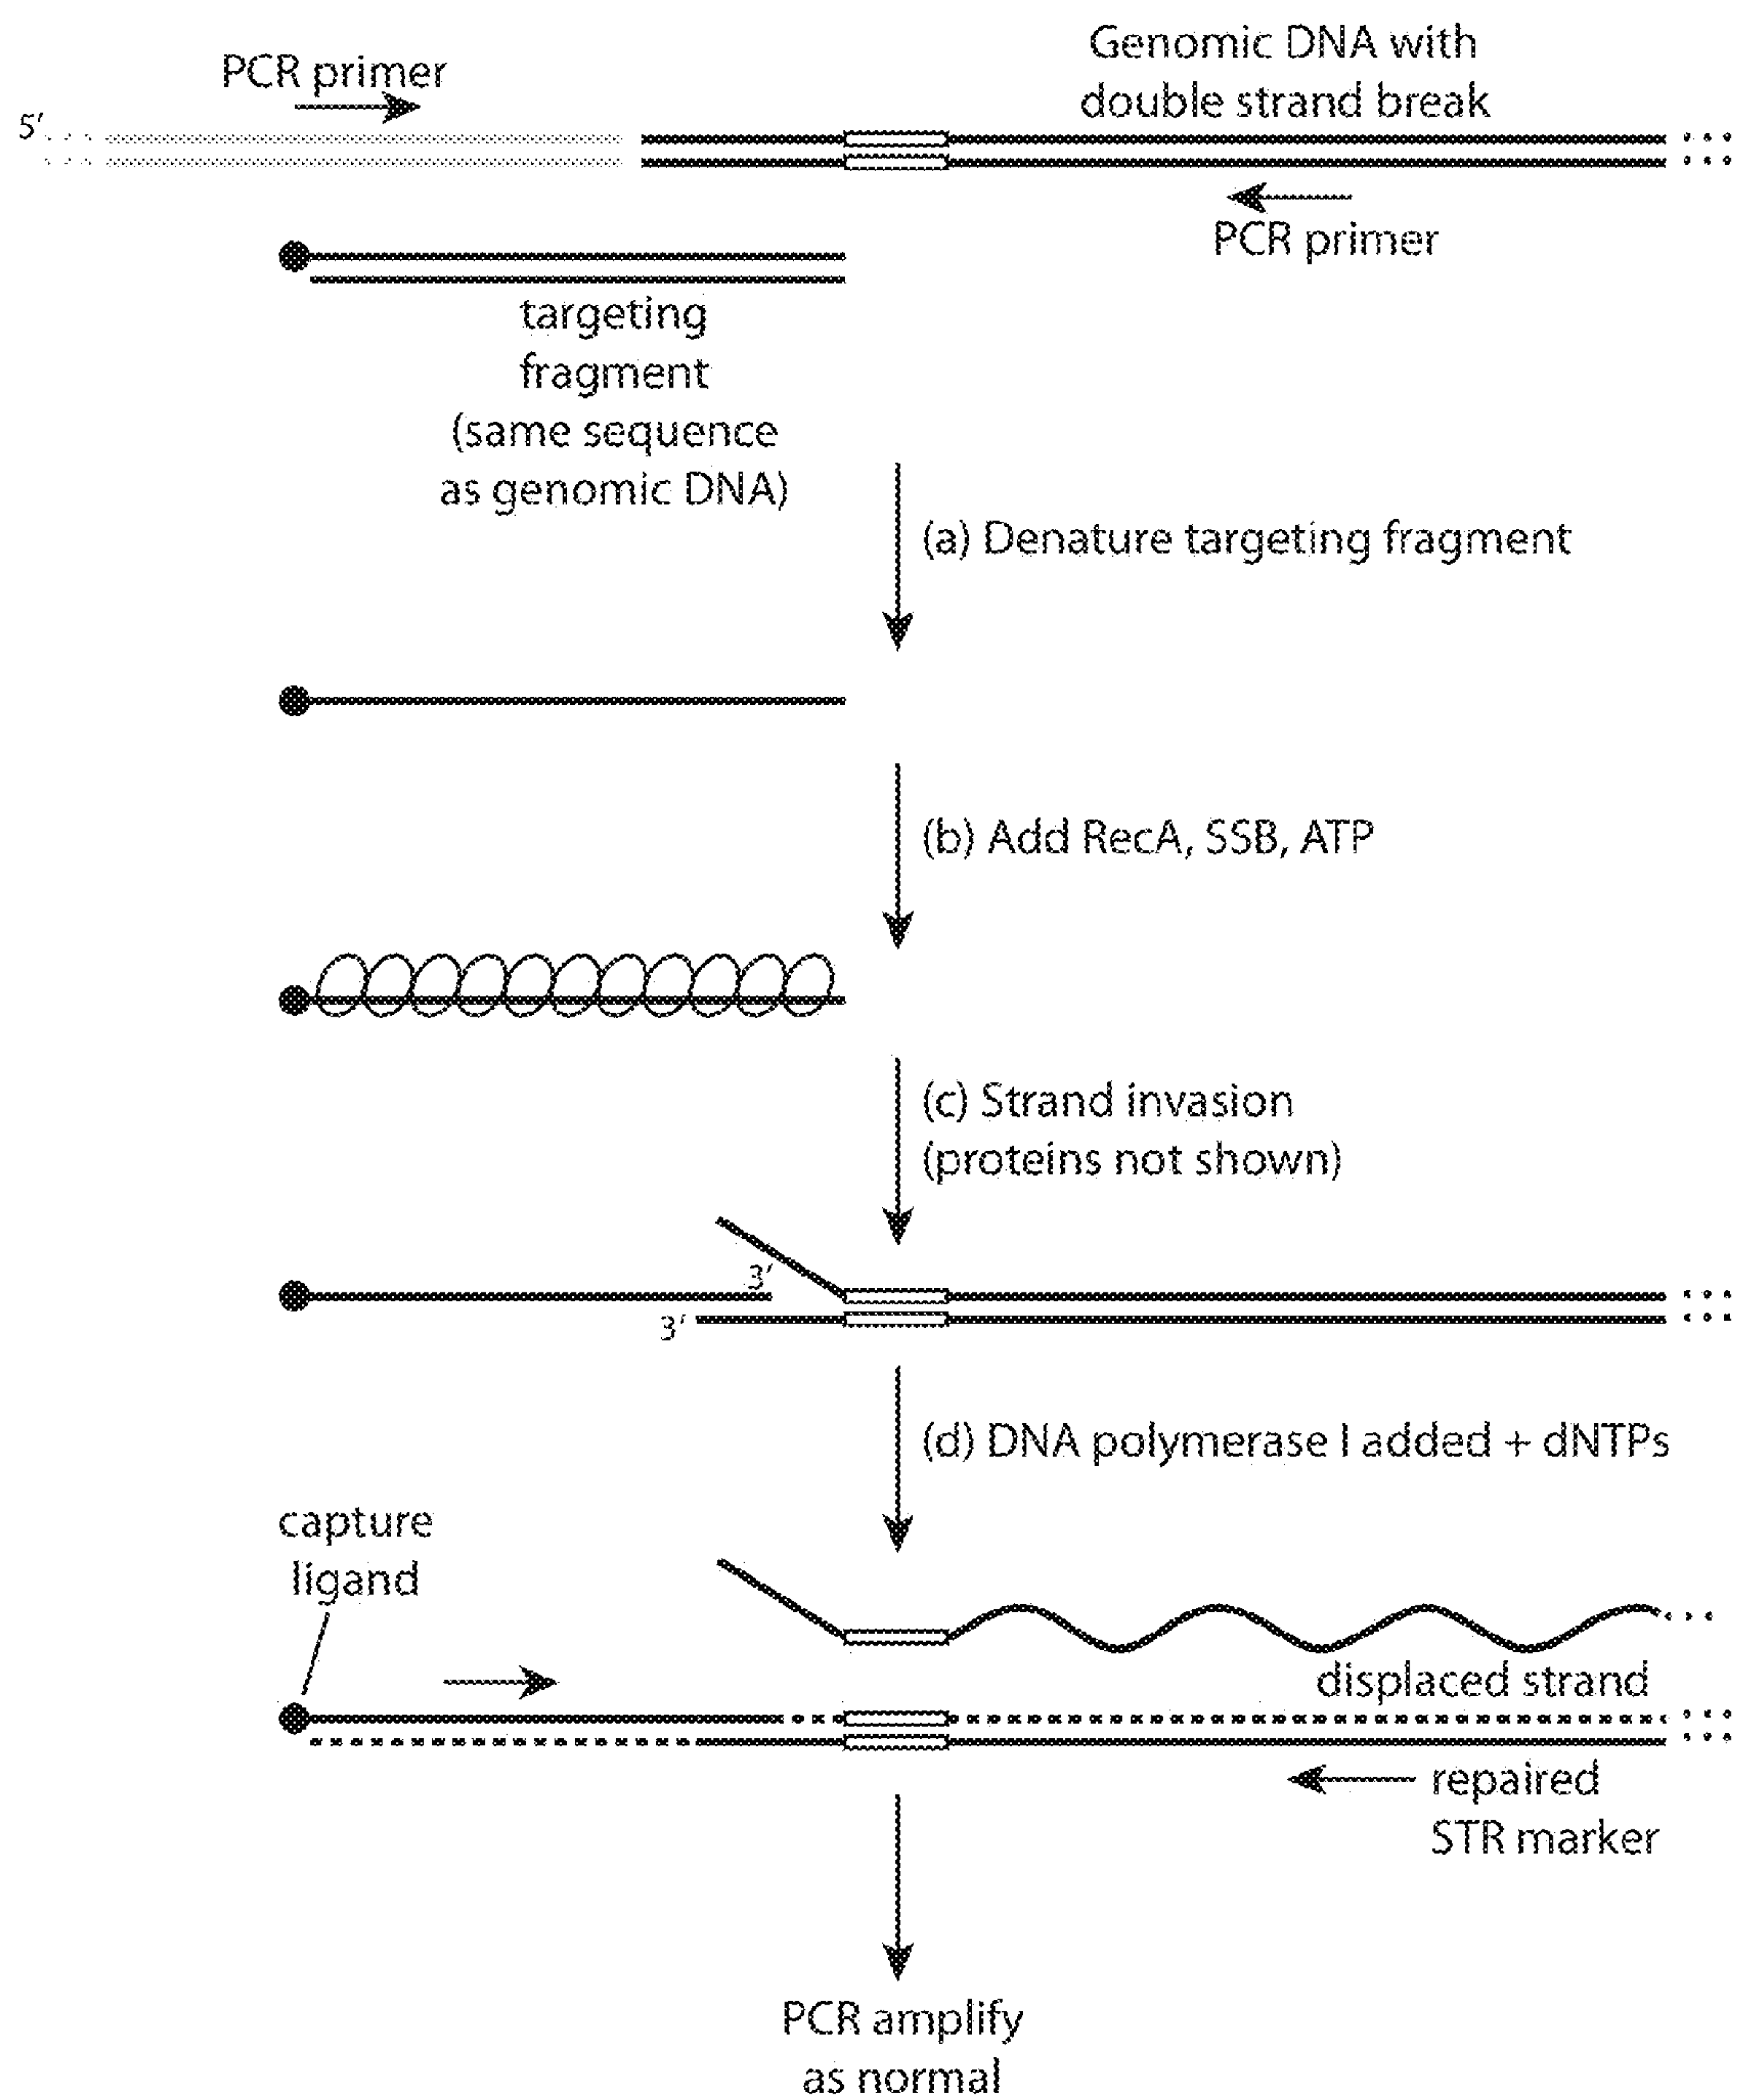 PCR primer
Genomic DNA with
double strand break
5′
PCR primer
targeting
fragment
(same sequence
as genomic DNA)
(a) Denature targeting fragment
(b) Add RecA, SSB, ATP
(c) Strand invasion
(proteins not shown)
3′
3′
(d) DNA polymerase I added + dNTPs
capture
ligand
displaced strand
repaired
STR marker
PCR amplify
as normal